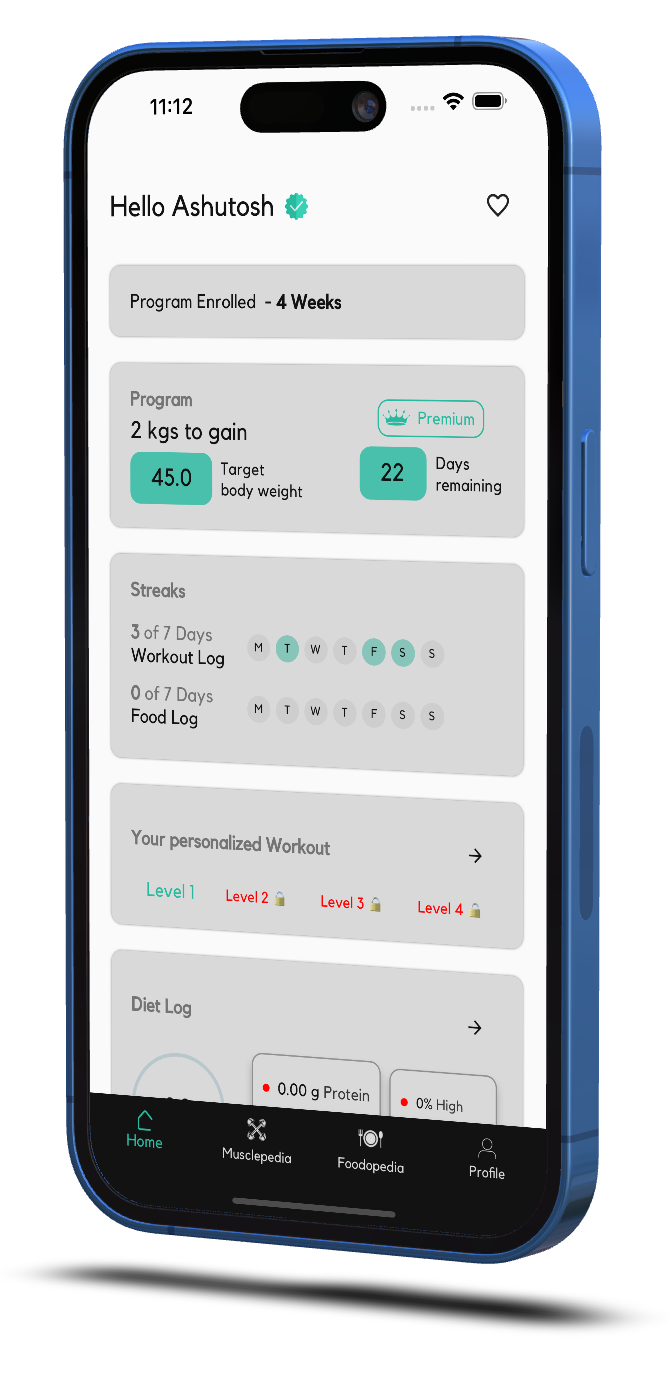 11:12
Hello Ashutosh
Program Enrolled - 4 Weeks
Program
Premium
2 kgs to gain
45.0 Target body weight
22 Days remaining
Streaks
3 of 7 Days
Workout Log
M T W T F S S
0 of 7 Days
Food Log
M T W T F S S
Your personalized Workout
→
Level 1 Level 2 Level 3 Level 4
Diet Log
→
0.00 g Protein
0% High
Home
Musclepedia
Foodopedia
Profile